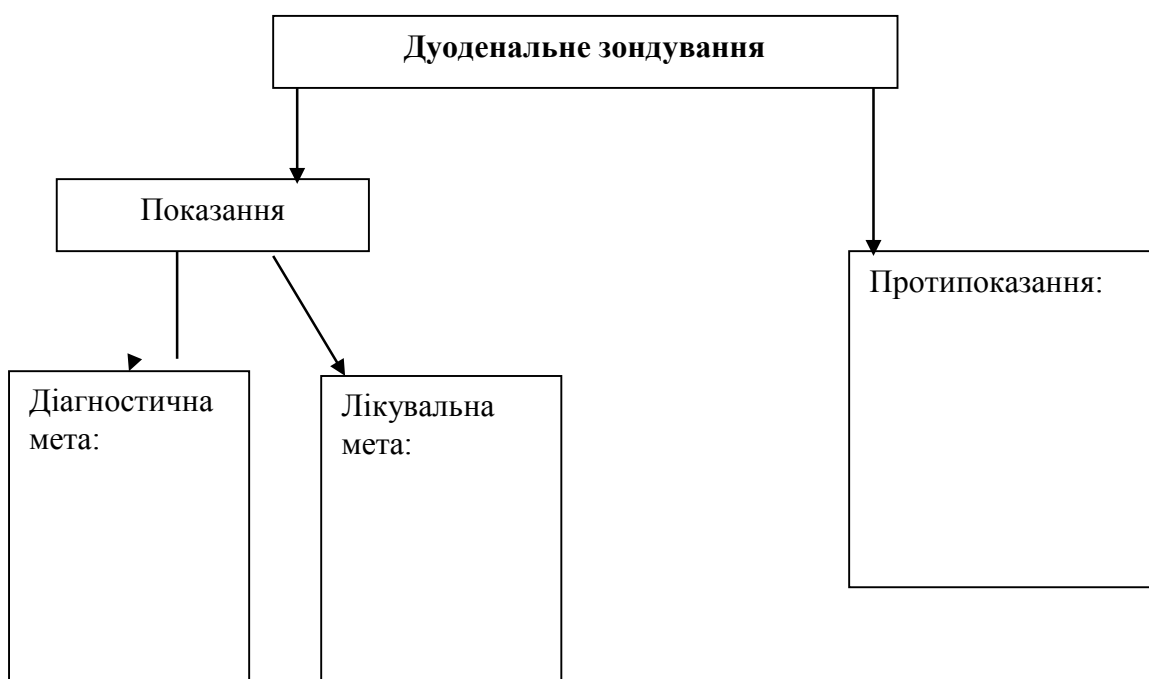 Дуоденальне зондування
Показання
Протипоказання:
Діагностична
мета:
Лікувальна
мета: